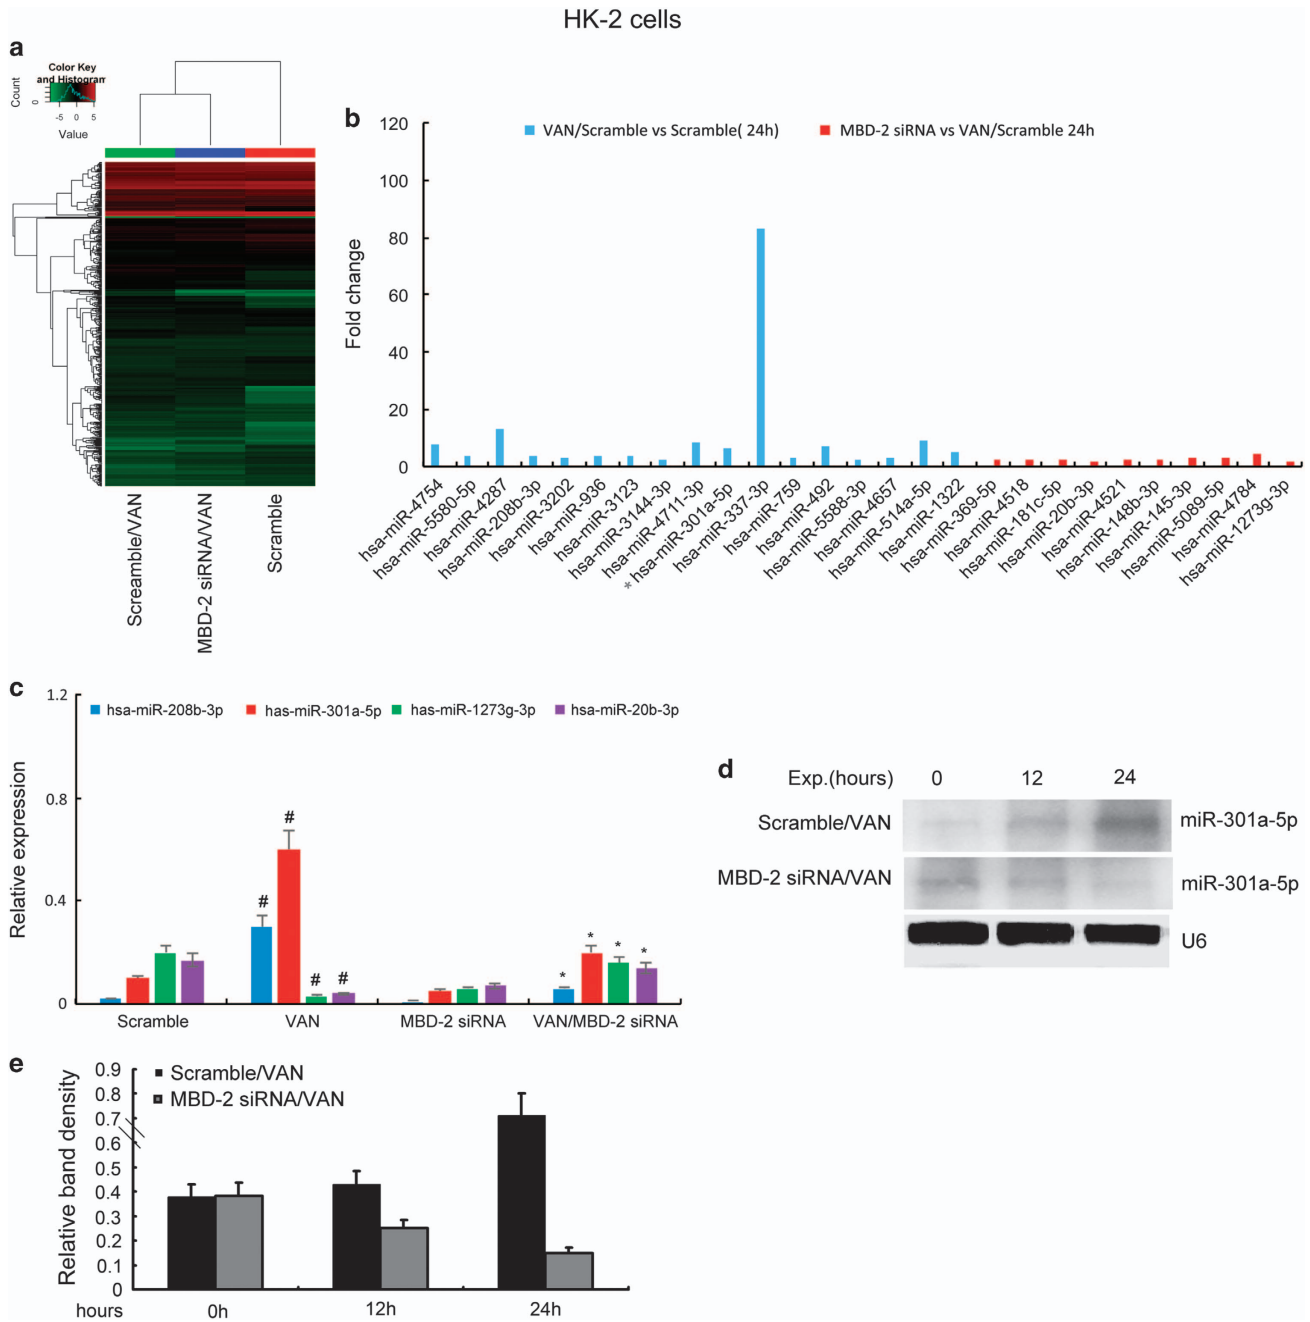 HK-2 cells
a
Color Key
and Histogram
Count
0
-5 0 5
Value
Screamble/VAN
MBD-2 siRNA/VAN
Scramble
b
VAN/Scramble vs Scramble( 24h)
MBD-2 siRNA vs VAN/Scramble 24h
Fold change
120
100
80
60
40
20
0
hsa-miR-4754
hsa-miR-5580-5p
hsa-miR-4287
hsa-miR-208b-3p
hsa-miR-3202
hsa-miR-936
hsa-miR-3123
hsa-miR-3144-3p
hsa-miR-4711-3p
* hsa-miR-301a-5p
hsa-miR-337-3p
hsa-miR-759
hsa-miR-492
hsa-miR-5588-3p
hsa-miR-4657
hsa-miR-514a-5p
hsa-miR-1322
hsa-miR-369-5p
hsa-miR-4518
hsa-miR-181c-5p
hsa-miR-20b-3p
hsa-miR-4521
hsa-miR-148b-3p
hsa-miR-145-3p
hsa-miR-5089-5p
hsa-miR-4784
hsa-miR-1273g-3p
c
Relative expression
1.2
0.8
0.4
0
hsa-miR-208b-3p
has-miR-301a-5p
has-miR-1273g-3p
hsa-miR-20b-3p
# # # #
* * * *
Scramble
VAN
MBD-2 siRNA
VAN/MBD-2 siRNA
d
Exp.(hours) 0 12 24
Scramble/VAN miR-301a-5p
MBD-2 siRNA/VAN miR-301a-5p
U6
e
Relative band density
0.9
0.8
0.7
0.6
0.5
0.4
0.3
0.2
0.1
0
Scramble/VAN
MBD-2 siRNA/VAN
hours 0h 12h 24h